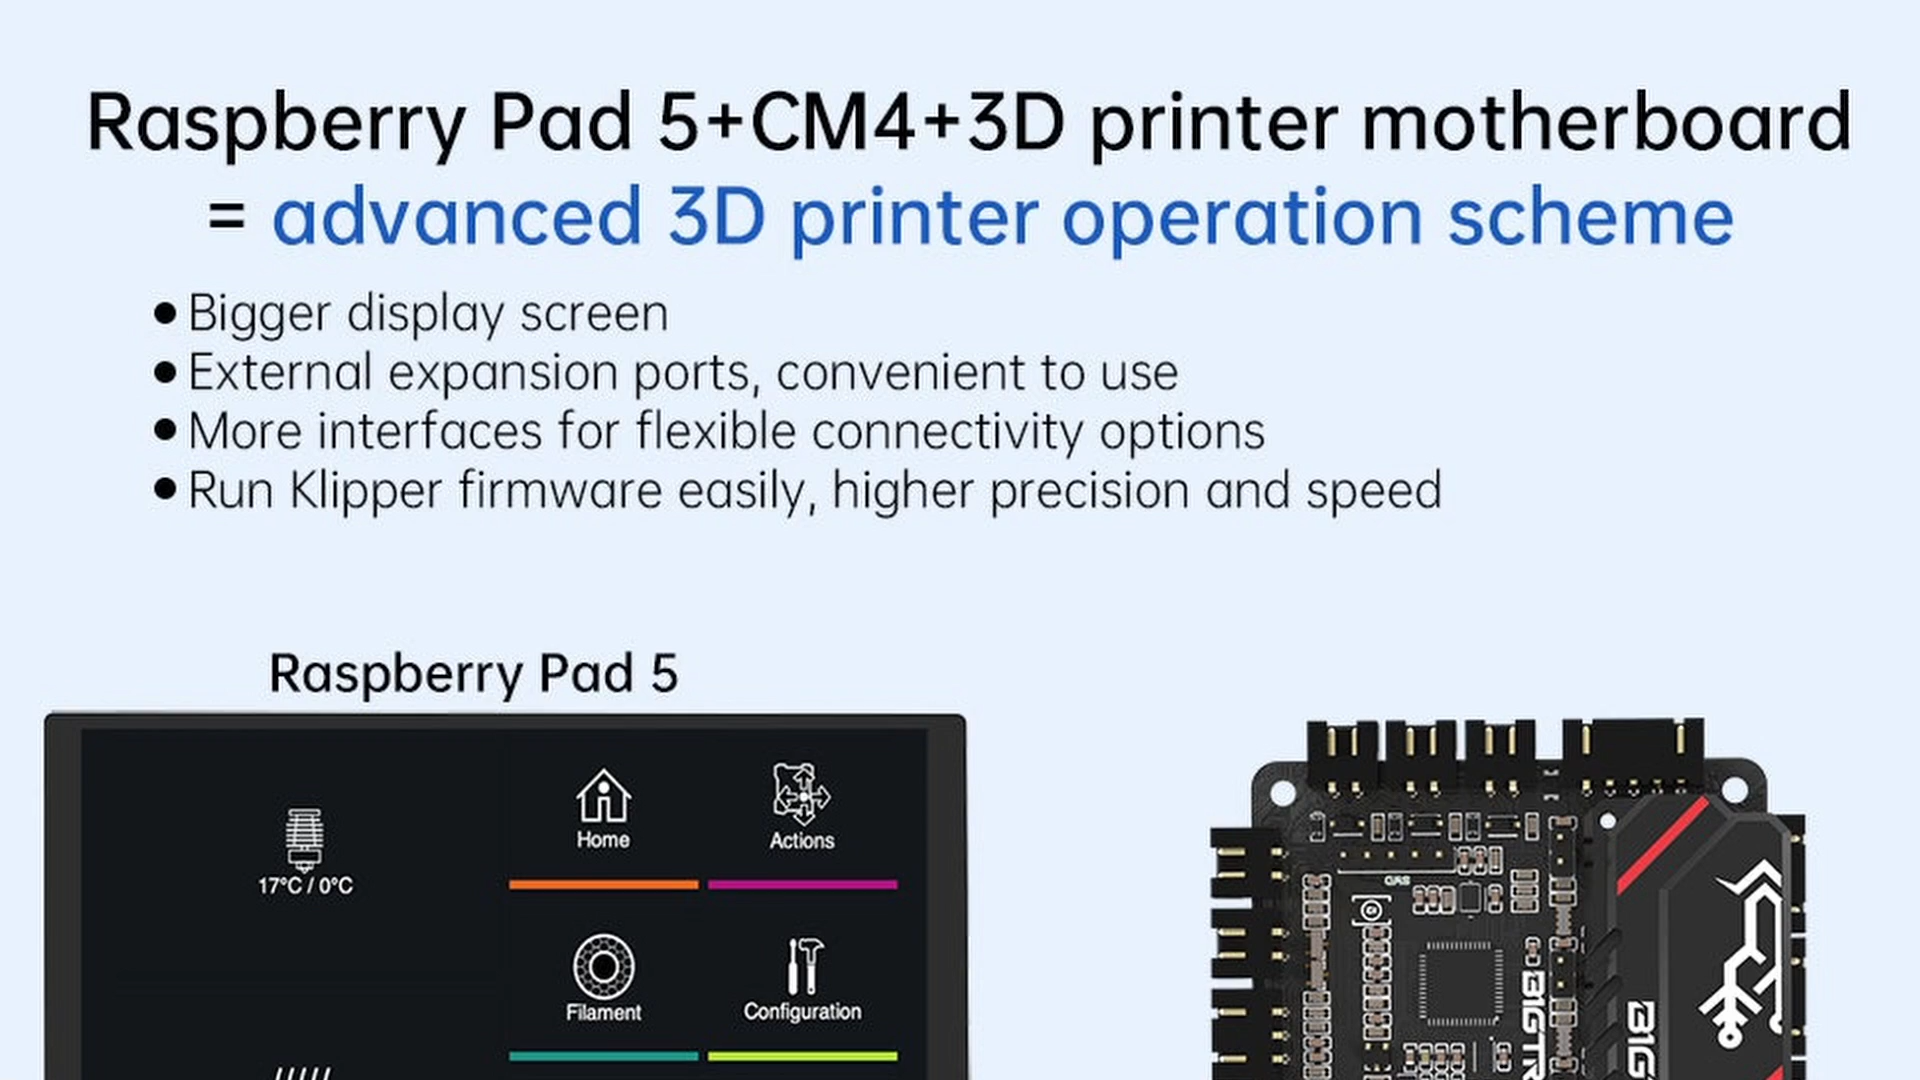 Raspberry Pad 5+CM4+3D printer motherboard
= advanced 3D printer operation scheme
● Bigger display screen
● External expansion ports, convenient to use
● More interfaces for flexible connectivity options
● Run Klipper firmware easily, higher precision and speed
Raspberry Pad 5
Home
Actions
17°C / 0°C
Filament
Configuration